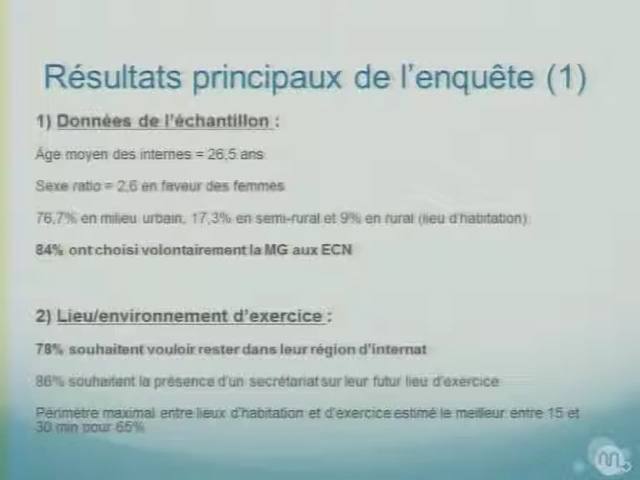 Résultats principaux de l'enquête (1)
1) Données de l'échantillon :
Age moyen des internes = 26,5 ans
Sexe ratio = 2,6 en faveur des femmes
76,7% en milieu urbain, 17,3% en semi-rural et 9% en rural (lieu d'habitation)
84% ont choisi volontairement la MG aux ECN
2) Lieu/environnement d'exercice :
78% souhaitent vouloir rester dans leur région d'internat
86% souhaitent la présence d'un secrétariat sur leur futur lieu d'exercice
Périmètre maximal entre lieux d'habitation et d'exercice estimé le meilleur entre 15 et
30 min pour 65%